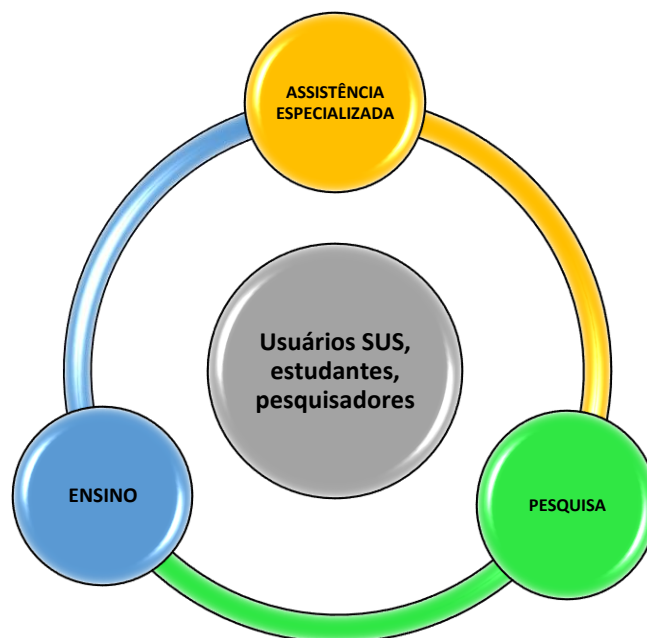 ASSISTÊNCIA
ESPECIALIZADA
Usuários SUS,
estudantes,
pesquisadores
ENSINO
PESQUISA